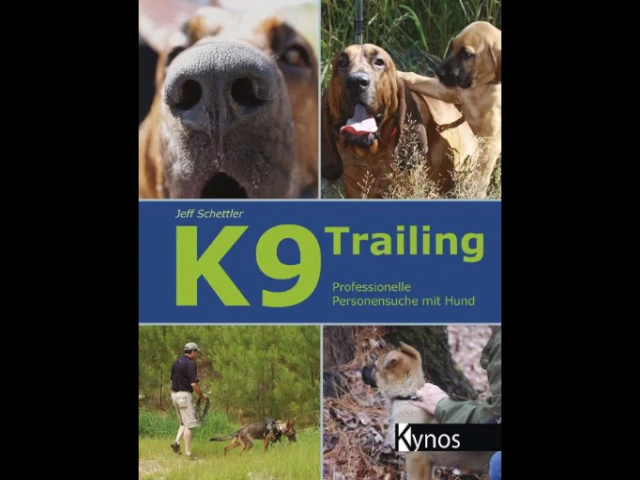 Jeff Schettler
K9 Trailing
Professionelle
Personensuche mit Hund
Kynos